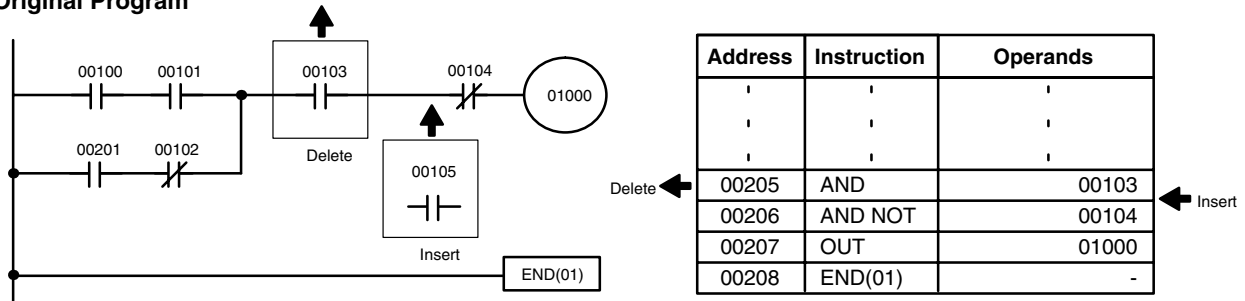 Original Program
00100 00101 00103 00104
01000
00201 00102
Delete
00105
Insert
END(01)
Address Instruction Operands
Delete 00205 AND 00103
Insert
00206 AND NOT 00104
00207 OUT 01000
00208 END(01) -